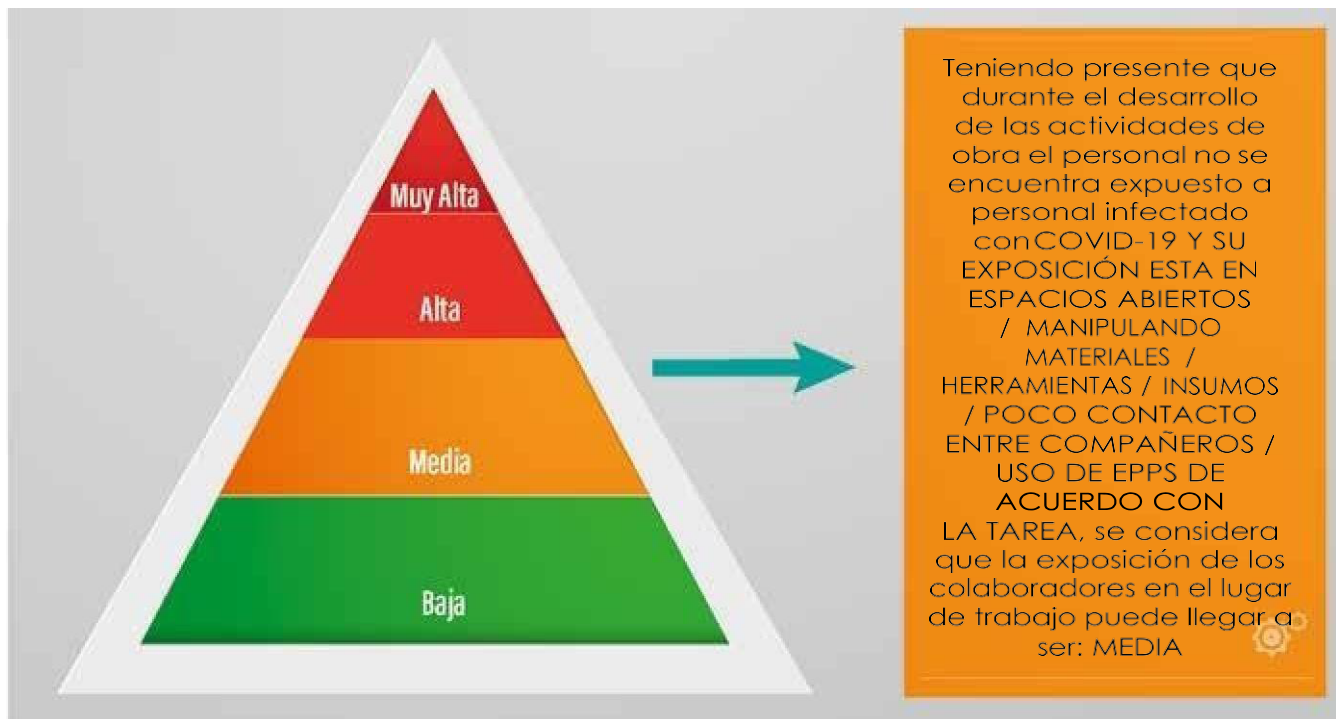 Muy Alta
Alta
Media
Baja
Teniendo presente que
durante el desarrollo
de las actividades de
obra el personal no se
encuentra expuesto a
personal infectado
con COVID-19 Y SU
EXPOSICIÓN ESTA EN
ESPACIOS ABIERTOS
/ MANIPULANDO
MATERIALES /
HERRAMIENTAS / INSUMOS
/ POCO CONTACTO
ENTRE COMPAÑEROS /
USO DE EPPS DE
ACUERDO CON
LA TAREA, se considera
que la exposición de los
colaboradores en el lugar
de trabajo puede llegar a
ser: MEDIA